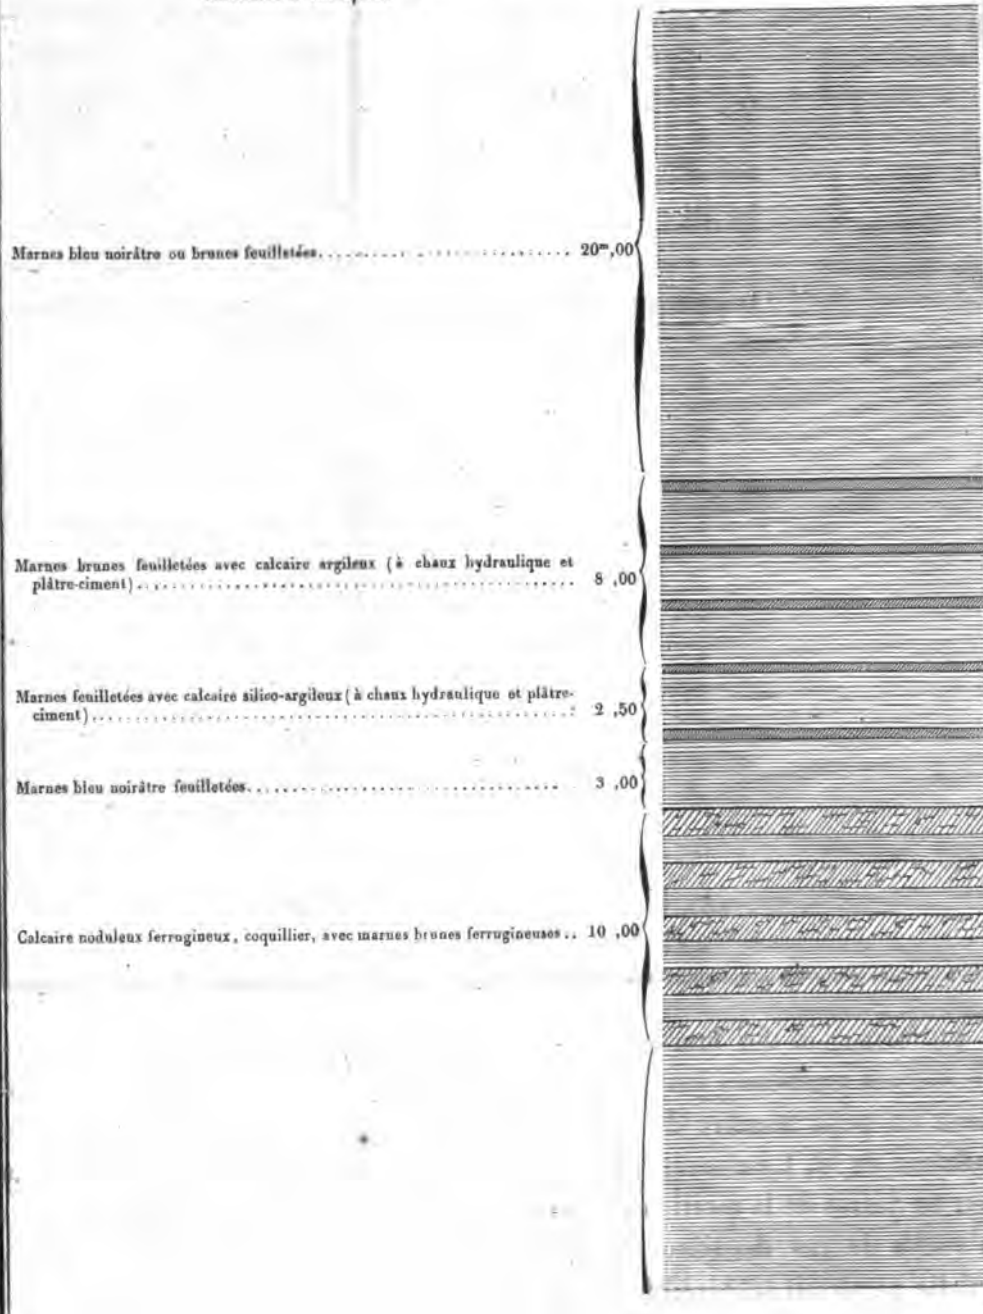 Marnes bleu noirâtre ou brunes feuilletées.................................. 20ᵐ,00
Marnes brunes feuilletées avec calcaire argileux (à chaux hydraulique et
plâtre-ciment)................................................ 8 ,00
Marnes feuilletées avec calcaire silico-argileux (à chaux hydraulique et plâtre-
ciment)................................................ 2 ,50
Marnes bleu noirâtre feuilletées.................................. 3 ,00
Calcaire noduleux ferrugineux, coquillier, avec marnes brunes ferrugineuses.. 10 ,00